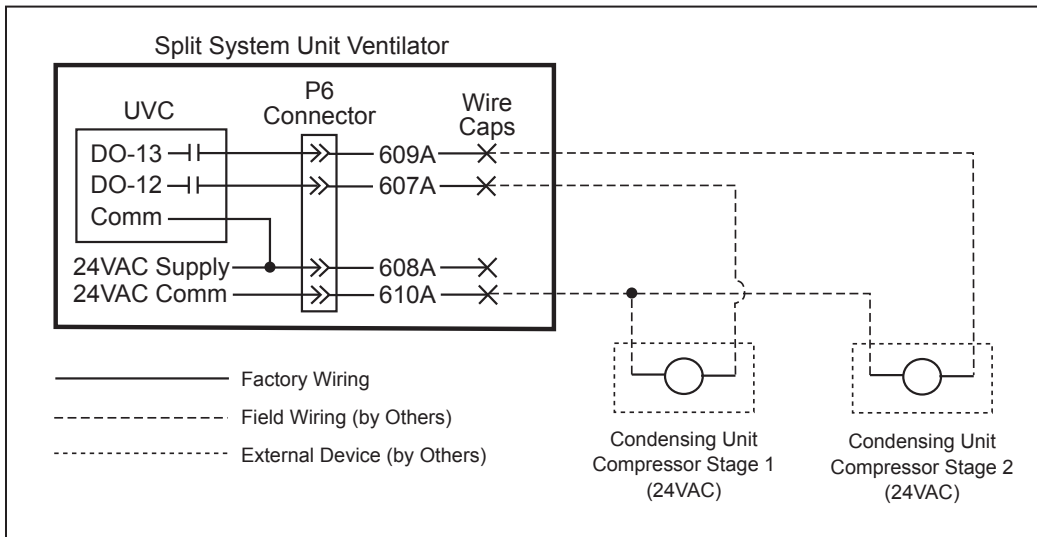 Split System Unit Ventilator
UVC
P6
Connector
Wire
Caps
DO-13
609A
DO-12
607A
Comm
24VAC Supply
608A
24VAC Comm
610A
Factory Wiring
Field Wiring (by Others)
External Device (by Others)
Condensing Unit
Compressor Stage 1
(24VAC)
Condensing Unit
Compressor Stage 2
(24VAC)